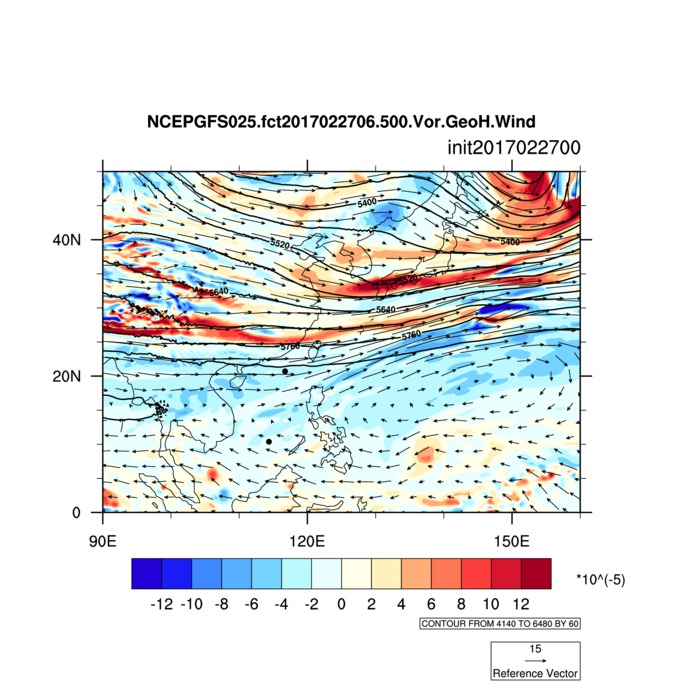 NCEPGFS025.fct2017022706.500.Vor.GeoH.Wind
init2017022700
5400
40N
5520
5400
5640
5640
5760
5760
20N
0
90E 120E 150E
-12 -10 -8 -6 -4 -2 0 2 4 6 8 10 12
*10^(-5)
CONTOUR FROM 4140 TO 6480 BY 60
15
Reference Vector